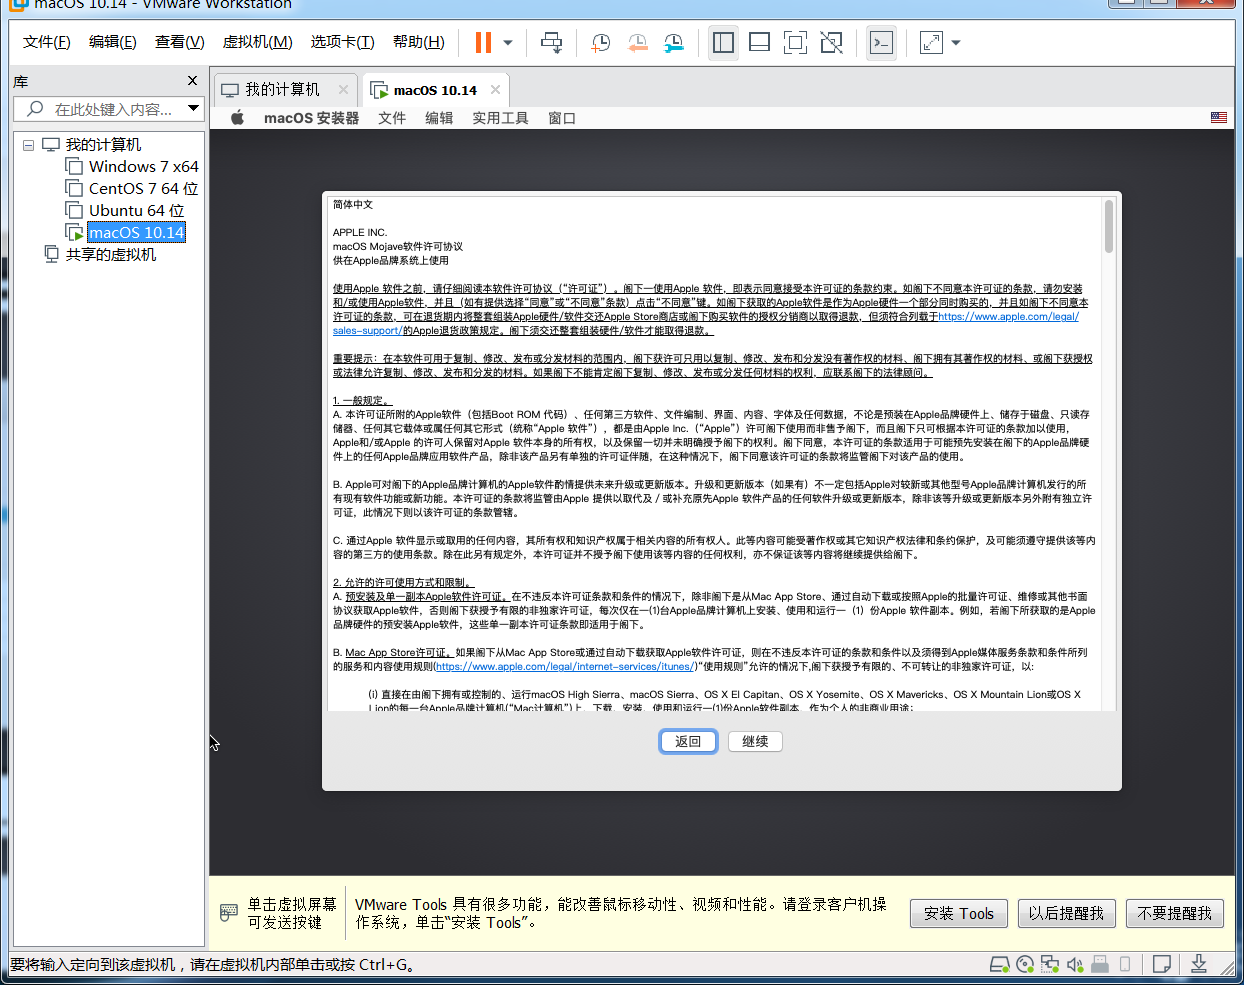 macOS 10.14 - VMware Workstation
文件(F) 编辑(E) 查看(V) 虚拟机(M) 选项卡(T) 帮助(H)
库
在此处键入内容...
我的计算机
Windows 7 x64
CentOS 7 64 位
Ubuntu 64 位
macOS 10.14
共享的虚拟机
我的计算机 macOS 10.14
macOS 安装器 文件 编辑 实用工具 窗口
简体中文
APPLE INC.
macOS Mojave软件许可协议
供在Apple品牌系统上使用
使用Apple 软件之前，请仔细阅读本软件许可协议（“许可证”）。阁下一使用Apple 软件，即表示同意接受本许可证的条款约束。如阁下不同意本许可证的条款，请勿安装
和/或使用Apple软件，并且（如有提供选择“同意”或“不同意”条款）点击“不同意”键。如阁下获取的Apple软件是作为Apple硬件一个部分同时购买的，并且如阁下不同意本
许可证的条款，可在退货期内将整套组装Apple硬件/软件交还Apple Store商店或阁下购买软件的授权分销商以取得退款，但须符合列载于https://www.apple.com/legal/
sales-support/的Apple退货政策规定。阁下须交还整套组装硬件/软件才能取得退款。
重要提示：在本软件可用于复制、修改、发布或分发材料的范围内，阁下获许可只用以复制、修改、发布和分发没有著作权的材料、阁下拥有其著作权的材料、或阁下获授权
或法律允许复制、修改、发布和分发的材料。如果阁下不能肯定阁下复制、修改、发布或分发任何材料的权利，应联系阁下的法律顾问。
1. 一般规定。
A. 本许可证所附的Apple软件（包括Boot ROM 代码）、任何第三方软件、文件编制、界面、内容、字体及任何数据，不论是预装在Apple品牌硬件上、储存于磁盘、只读存
储器、任何其它载体或属任何其它形式（统称“Apple 软件”），都是由Apple Inc.（“Apple”）许可阁下使用而非售予阁下，而且阁下只可根据本许可证的条款加以使用，
Apple和/或Apple 的许可人保留对Apple 软件本身的所有权，以及保留一切并未明确授予阁下的权利。阁下同意，本许可证的条款适用于可能预先安装在阁下的Apple品牌硬
件上的任何Apple品牌应用软件产品，除非该产品另有单独的许可证伴随，在这种情况下，阁下同意该许可证的条款将监管阁下对该产品的使用。
B. Apple可对阁下的Apple品牌计算机的Apple软件酌情提供未来升级或更新版本。升级和更新版本（如果有）不一定包括Apple对较新或其他型号Apple品牌计算机发行的所
有现有软件功能或新功能。本许可证的条款将监管由Apple 提供以取代及 / 或补充原先Apple 软件产品的任何软件升级或更新版本，除非该等升级或更新版本另外附有独立许
可证，此情况下则以该许可证的条款管辖。
C. 通过Apple 软件显示或取用的任何内容，其所有权和知识产权属于相关内容的所有权人。此等内容可能受著作权或其它知识产权法律和条约保护，及可能须遵守提供该等内
容的第三方的使用条款。除在此另有规定外，本许可证并不授予阁下使用该等内容的任何权利，亦不保证该等内容将继续提供给阁下。
2. 允许的许可使用方式和限制。
A. 预安装及单一副本Apple软件许可证。在不违反本许可证条款和条件的情况下，除非阁下是从Mac App Store、通过自动下载或按照Apple的批量许可证、维修或其他书面
协议获取Apple软件，否则阁下获授予有限的非独家许可证，每次仅在一(1)台Apple品牌计算机上安装、使用和运行一（1）份Apple 软件副本。例如，若阁下所获取的是Apple
品牌硬件的预安装Apple软件，这些单一副本许可证条款即适用于阁下。
B. Mac App Store许可证。如果阁下从Mac App Store或通过自动下载获取Apple软件许可证，则在不违反本许可证的条款和条件以及须得到Apple媒体服务条款和条件所列
的服务和内容使用规则(https://www.apple.com/legal/internet-services/itunes/)“使用规则”允许的情况下,阁下获授予有限的、不可转让的非独家许可证，以:
(i) 直接在由阁下拥有或控制的、运行macOS High Sierra、macOS Sierra、OS X El Capitan、OS X Yosemite、OS X Mavericks、OS X Mountain Lion或OS X
Lion的每一台Apple品牌计算机(“Mac计算机”)上，下载、安装、使用和运行一(1)份Apple软件副本，作为个人的非商业用途；
返回 继续
单击虚拟屏幕
可发送按键
VMware Tools 具有很多功能，能改善鼠标移动性、视频和性能。请登录客户机操
作系统，单击“安装 Tools”。
安装 Tools 以后提醒我 不要提醒我
要将输入定向到该虚拟机，请在虚拟机内部单击或按 Ctrl+G。